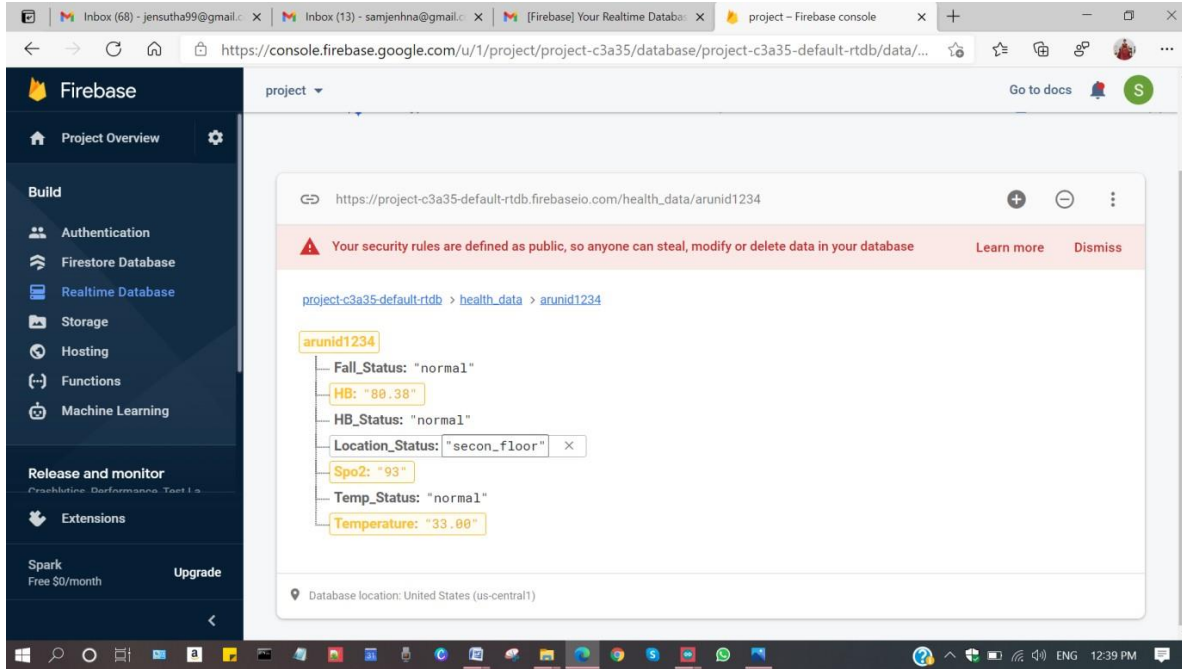 Inbox (68) - jensutha99@gmail.c
Inbox (13) - samjenhna@gmail.c
[Firebase] Your Realtime Databas
project – Firebase console
https://console.firebase.google.com/u/1/project/project-c3a35/database/project-c3a35-default-rtdb/data/...
Firebase
project
Go to docs
S
Project Overview
Build
Authentication
Firestore Database
Realtime Database
Storage
Hosting
Functions
Machine Learning
Release and monitor
Crashlytics, Performance, Test La...
Extensions
Spark
Free $0/month
Upgrade
https://project-c3a35-default-rtdb.firebaseio.com/health_data/arunid1234
Your security rules are defined as public, so anyone can steal, modify or delete data in your database
Learn more
Dismiss
project-c3a35-default-rtdb > health_data > arunid1234
arunid1234
Fall_Status: "normal"
HB: "80.38"
HB_Status: "normal"
Location_Status: "secon_floor"
Spo2: "93"
Temp_Status: "normal"
Temperature: "33.00"
Database location: United States (us-central1)
ENG 12:39 PM